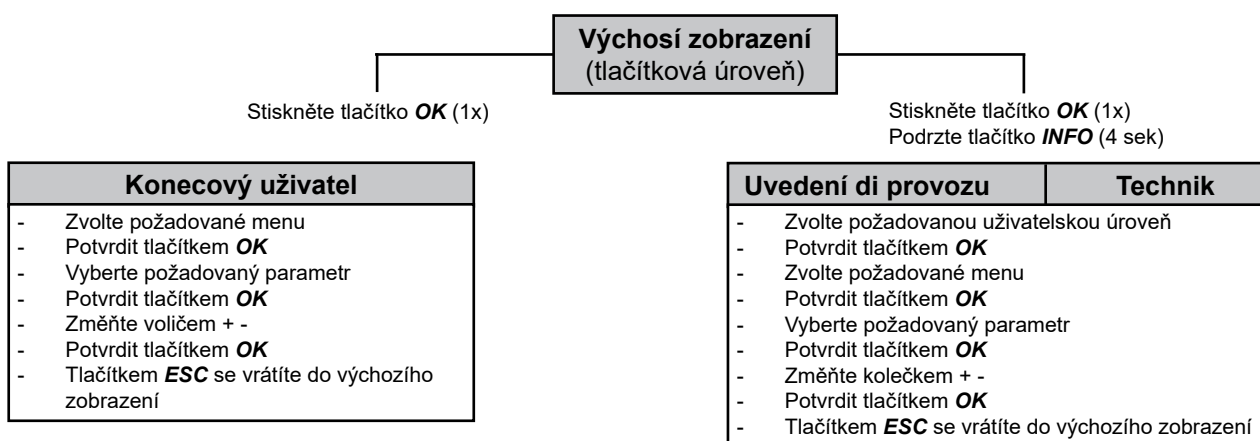 Výchosí zobrazení
(tlačítková úroveň)
Stiskněte tlačítko OK (1x)
Stiskněte tlačítko OK (1x)
Podrzte tlačítko INFO (4 sek)
Konecový uživatel
- Zvolte požadované menu
- Potvrdit tlačítkem OK
- Vyberte požadovaný parametr
- Potvrdit tlačítkem OK
- Změňte voličem + -
- Potvrdit tlačítkem OK
- Tlačítkem ESC se vrátíte do výchozího
zobrazení
Uvedení di provozu Technik
- Zvolte požadovanou uživatelskou úroveň
- Potvrdit tlačítkem OK
- Zvolte požadované menu
- Potvrdit tlačítkem OK
- Vyberte požadovaný parametr
- Potvrdit tlačítkem OK
- Změňte kolečkem + -
- Potvrdit tlačítkem OK
- Tlačítkem ESC se vrátíte do výchozího zobrazení